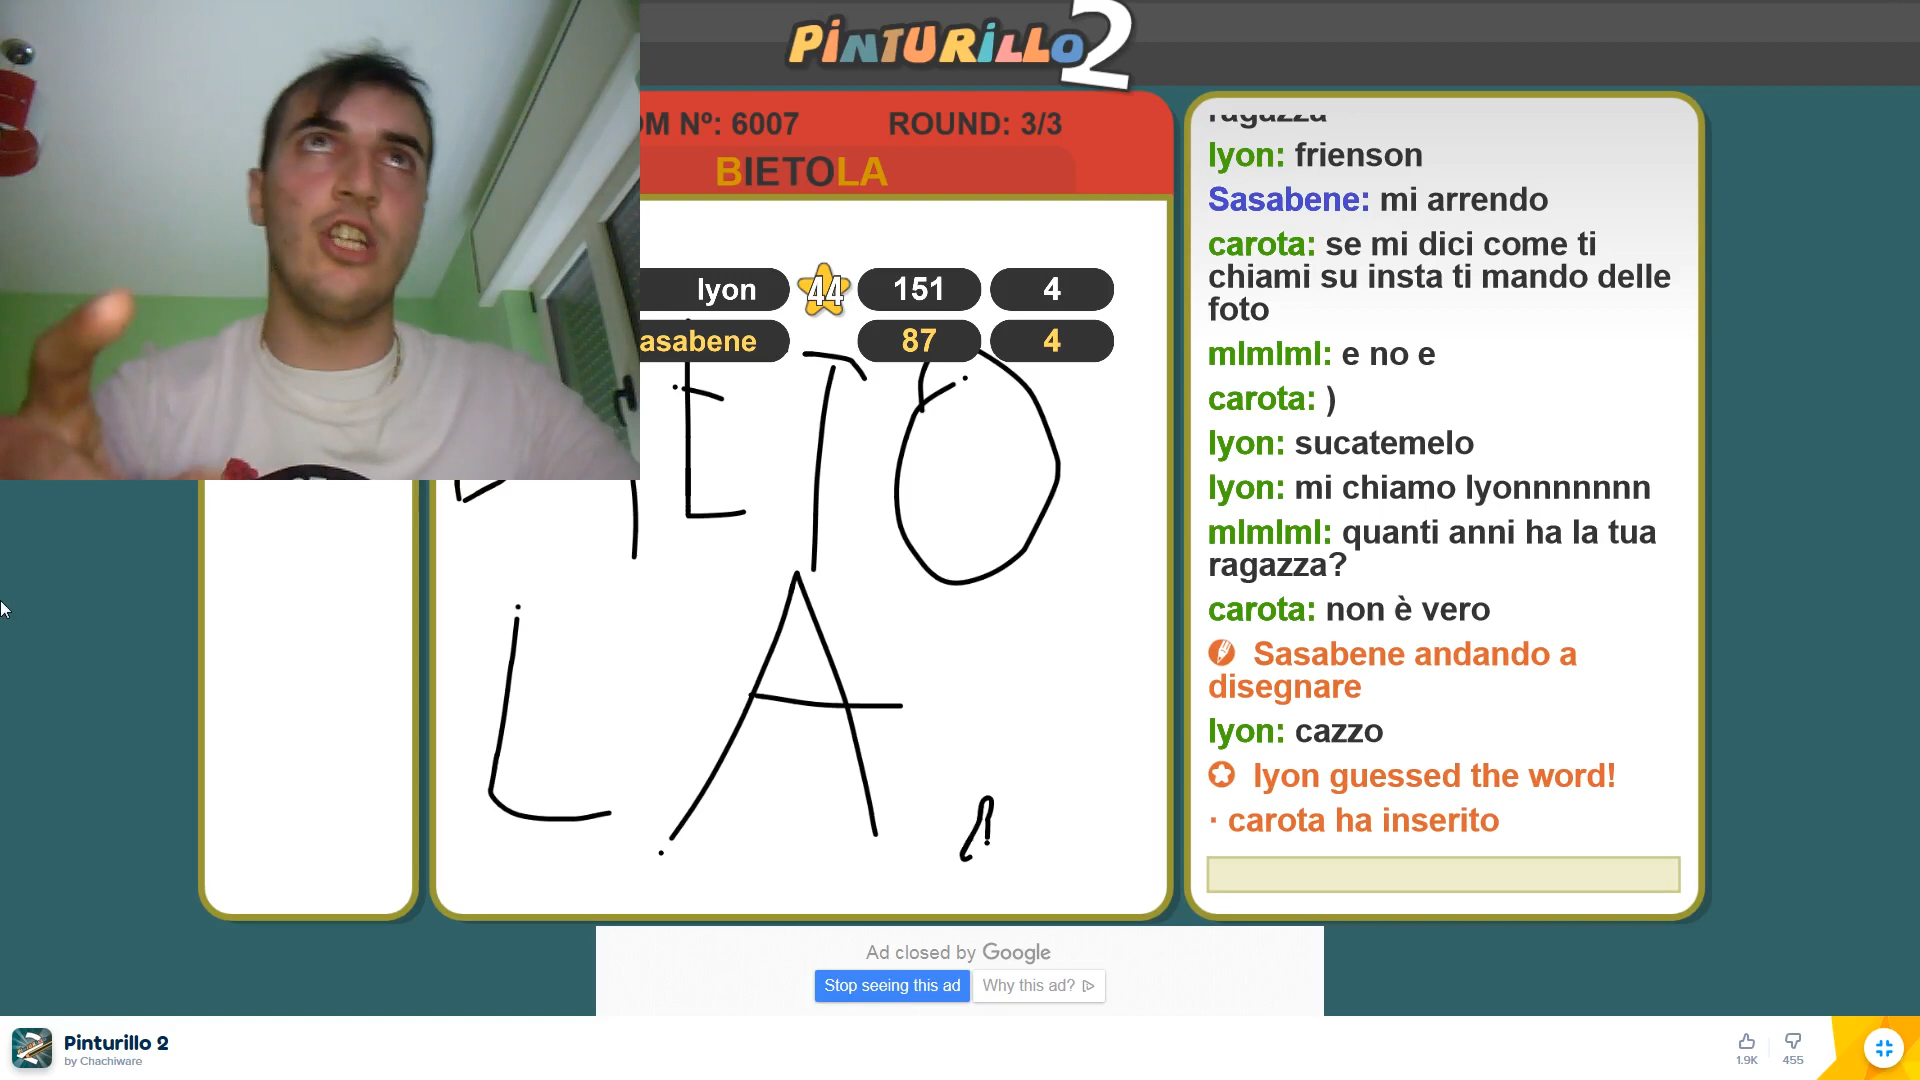 PINTURILLO 2
OM Nº: 6007 ROUND: 3/3
BIETOLA
lyon 44 151 4
asabene 87 4
ETO
LA
ragazza
lyon: frienson
Sasabene: mi arrendo
carota: se mi dici come ti
chiami su insta ti mando delle
foto
mlmlml: e no e
carota: )
lyon: sucatemelo
lyon: mi chiamo lyonnnnnnn
mlmlml: quanti anni ha la tua
ragazza?
carota: non è vero
Sasabene andando a
disegnare
lyon: cazzo
lyon guessed the word!
· carota ha inserito
Ad closed by Google
Stop seeing this ad
Why this ad?
Pinturillo 2
by Chachiware
1.9K
455